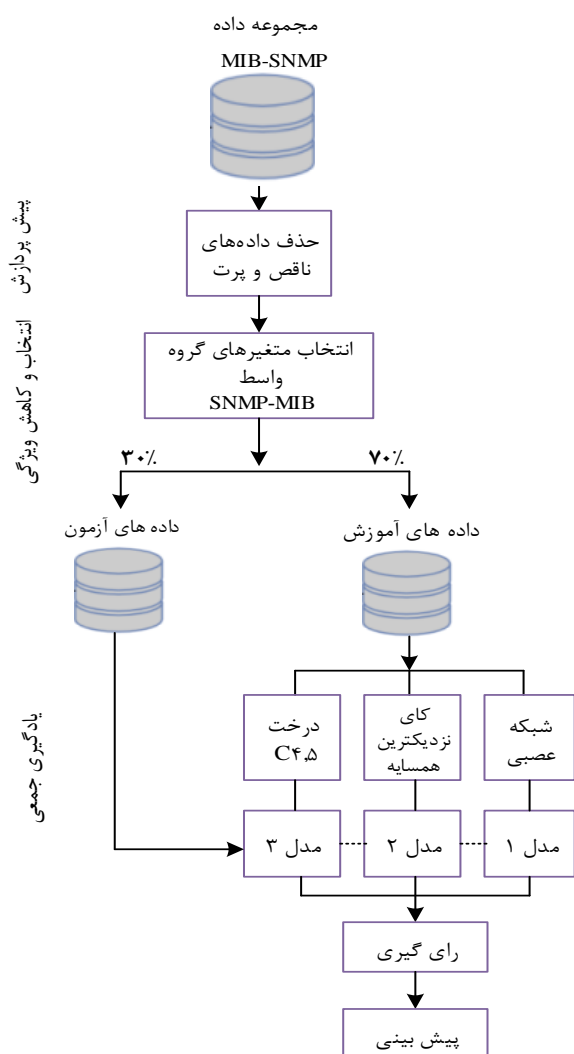 مجموعه داده
MIB-SNMP
پیش پردازش
حذف داده‌های
ناقص و پرت
انتخاب و کاهش ویژگی
انتخاب متغیرهای گروه
واسط
SNMP-MIB
۷۰٪
۳۰٪
داده های آموزش
داده های آزمون
یادگیری جمعی
شبکه
عصبی
کای
نزدیکترین
همسایه
درخت
C۴٫۵
مدل ۱
مدل ۲
مدل ۳
رای گیری
پیش بینی